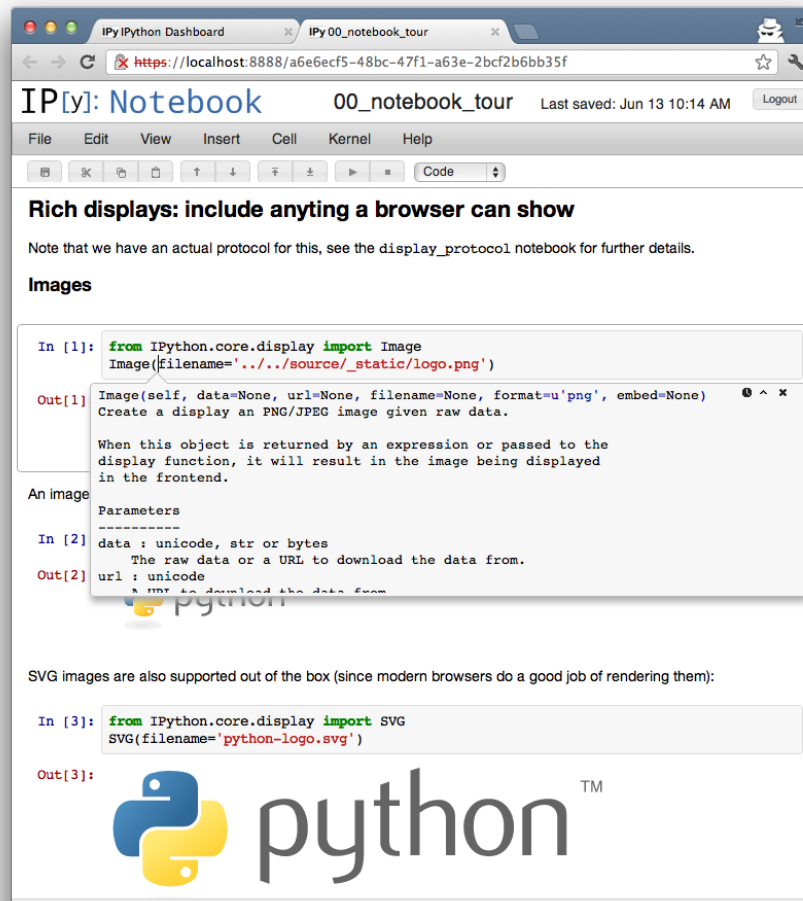 IPy IPython Dashboard
IPy 00_notebook_tour
https://localhost:8888/a6e6ecf5-48bc-47f1-a63e-2bcf2b6bb35f
IP[y]: Notebook
00_notebook_tour
Last saved: Jun 13 10:14 AM
Logout
File Edit View Insert Cell Kernel Help
Code
Rich displays: include anyting a browser can show
Note that we have an actual protocol for this, see the display_protocol notebook for further details.
Images
In [1]: from IPython.core.display import Image
Image(filename='../../source/_static/logo.png')
Out[1]
Image(self, data=None, url=None, filename=None, format=u'png', embed=None)
Create a display an PNG/JPEG image given raw data.
When this object is returned by an expression or passed to the
display function, it will result in the image being displayed
in the frontend.
Parameters
----------
data : unicode, str or bytes
The raw data or a URL to download the data from.
url : unicode
A URL to download the data from
An image
In [2]
Out[2]
python
SVG images are also supported out of the box (since modern browsers do a good job of rendering them):
In [3]: from IPython.core.display import SVG
SVG(filename='python-logo.svg')
Out[3]:
python TM